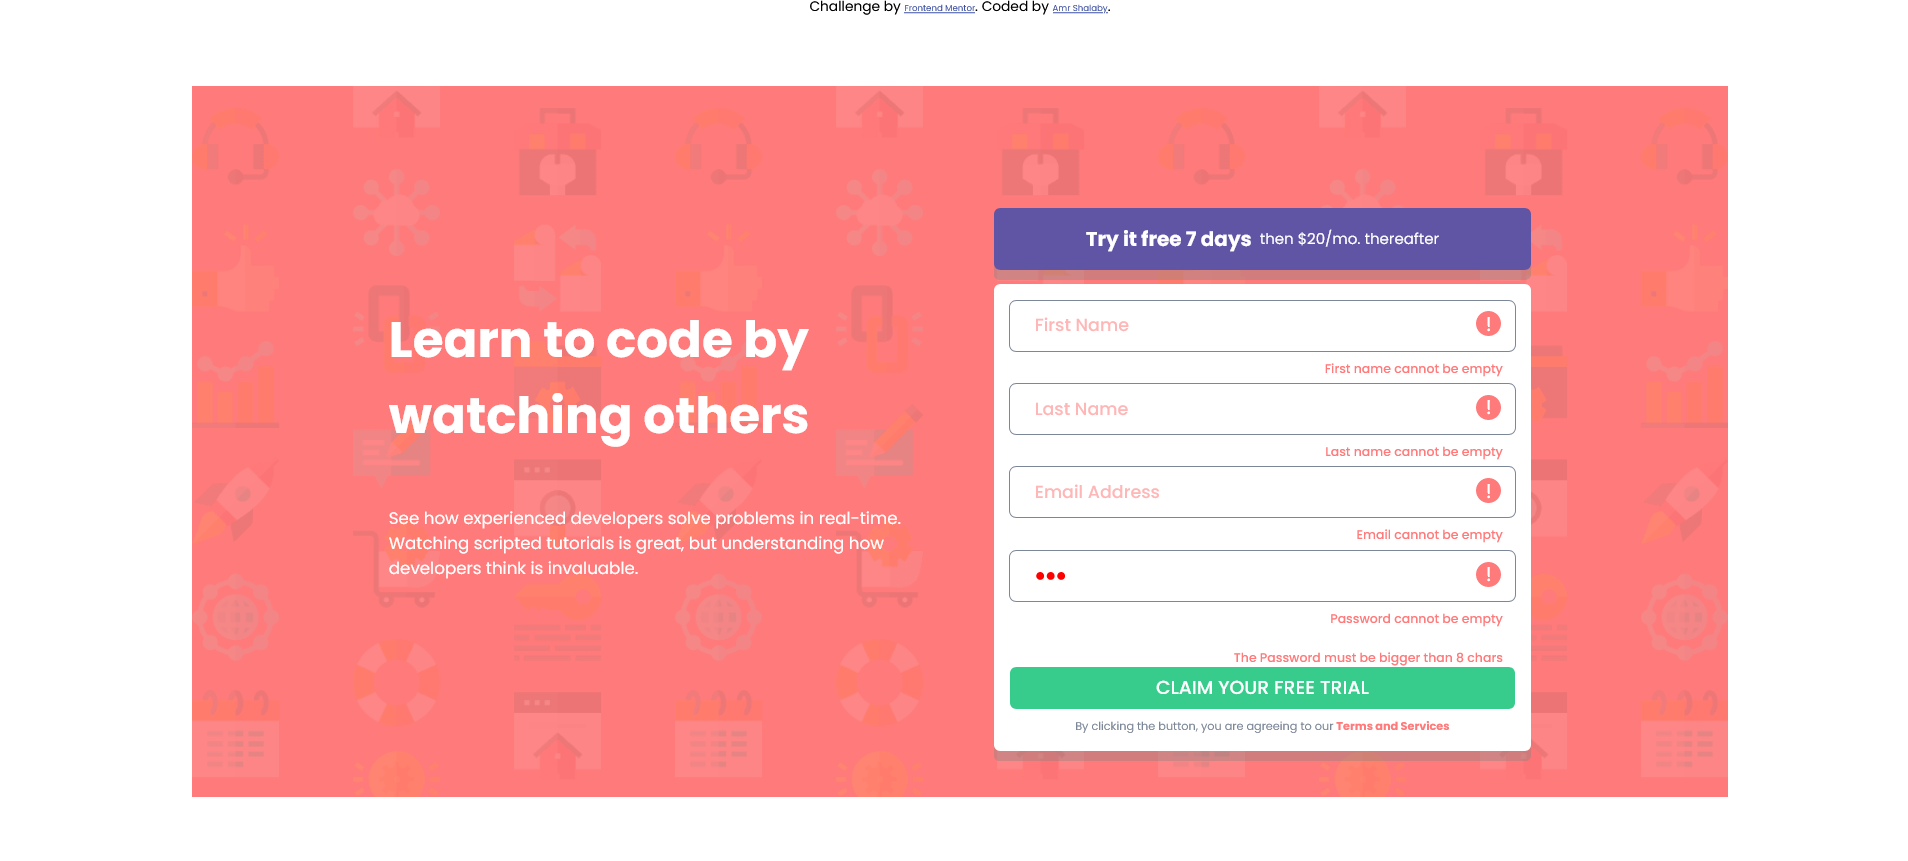 Challenge by Frontend Mentor. Coded by Amr Shalaby.
Learn to code by
watching others
See how experienced developers solve problems in real-time.
Watching scripted tutorials is great, but understanding how
developers think is invaluable.
Try it free 7 days then $20/mo. thereafter
First Name
First name cannot be empty
Last Name
Last name cannot be empty
Email Address
Email cannot be empty
Password cannot be empty
The Password must be bigger than 8 chars
CLAIM YOUR FREE TRIAL
By clicking the button, you are agreeing to our Terms and Services